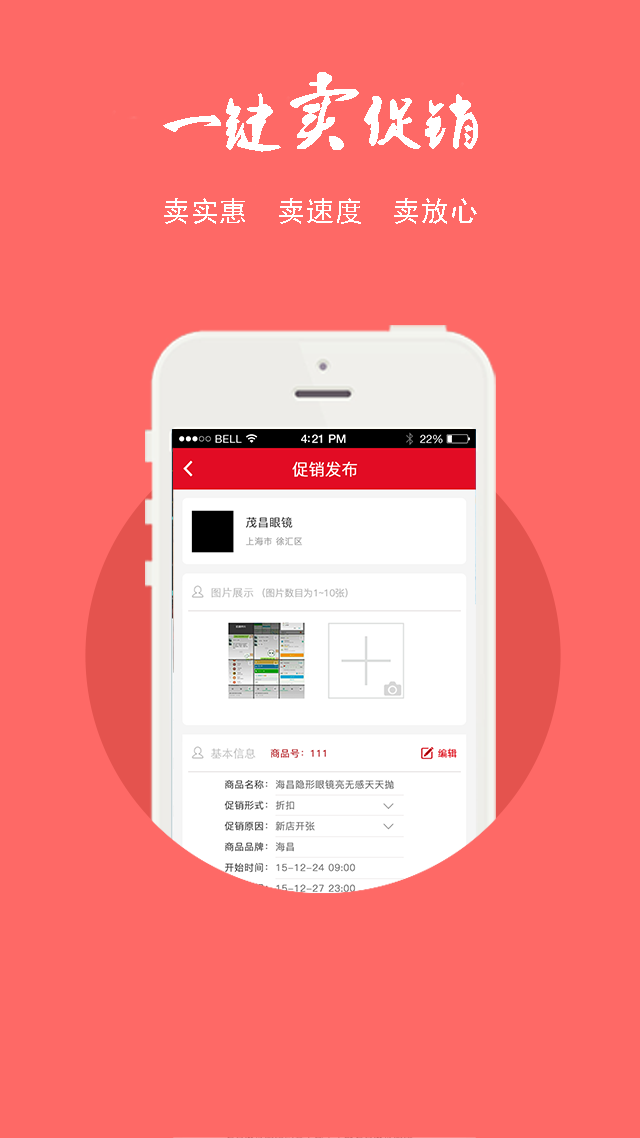 一键卖促销
卖实惠 卖速度 卖放心
BELL 4:21 PM 22%
促销发布
茂昌眼镜
上海市 徐汇区
图片展示 (图片数目为1-10张)
基本信息 商品号: 111 编辑
商品名称: 海昌隐形眼镜亮无感天天抛
促销形式: 折扣
促销原因: 新店开张
商品品牌: 海昌
开始时间: 15-12-24 09:00
15-12-27 23:00